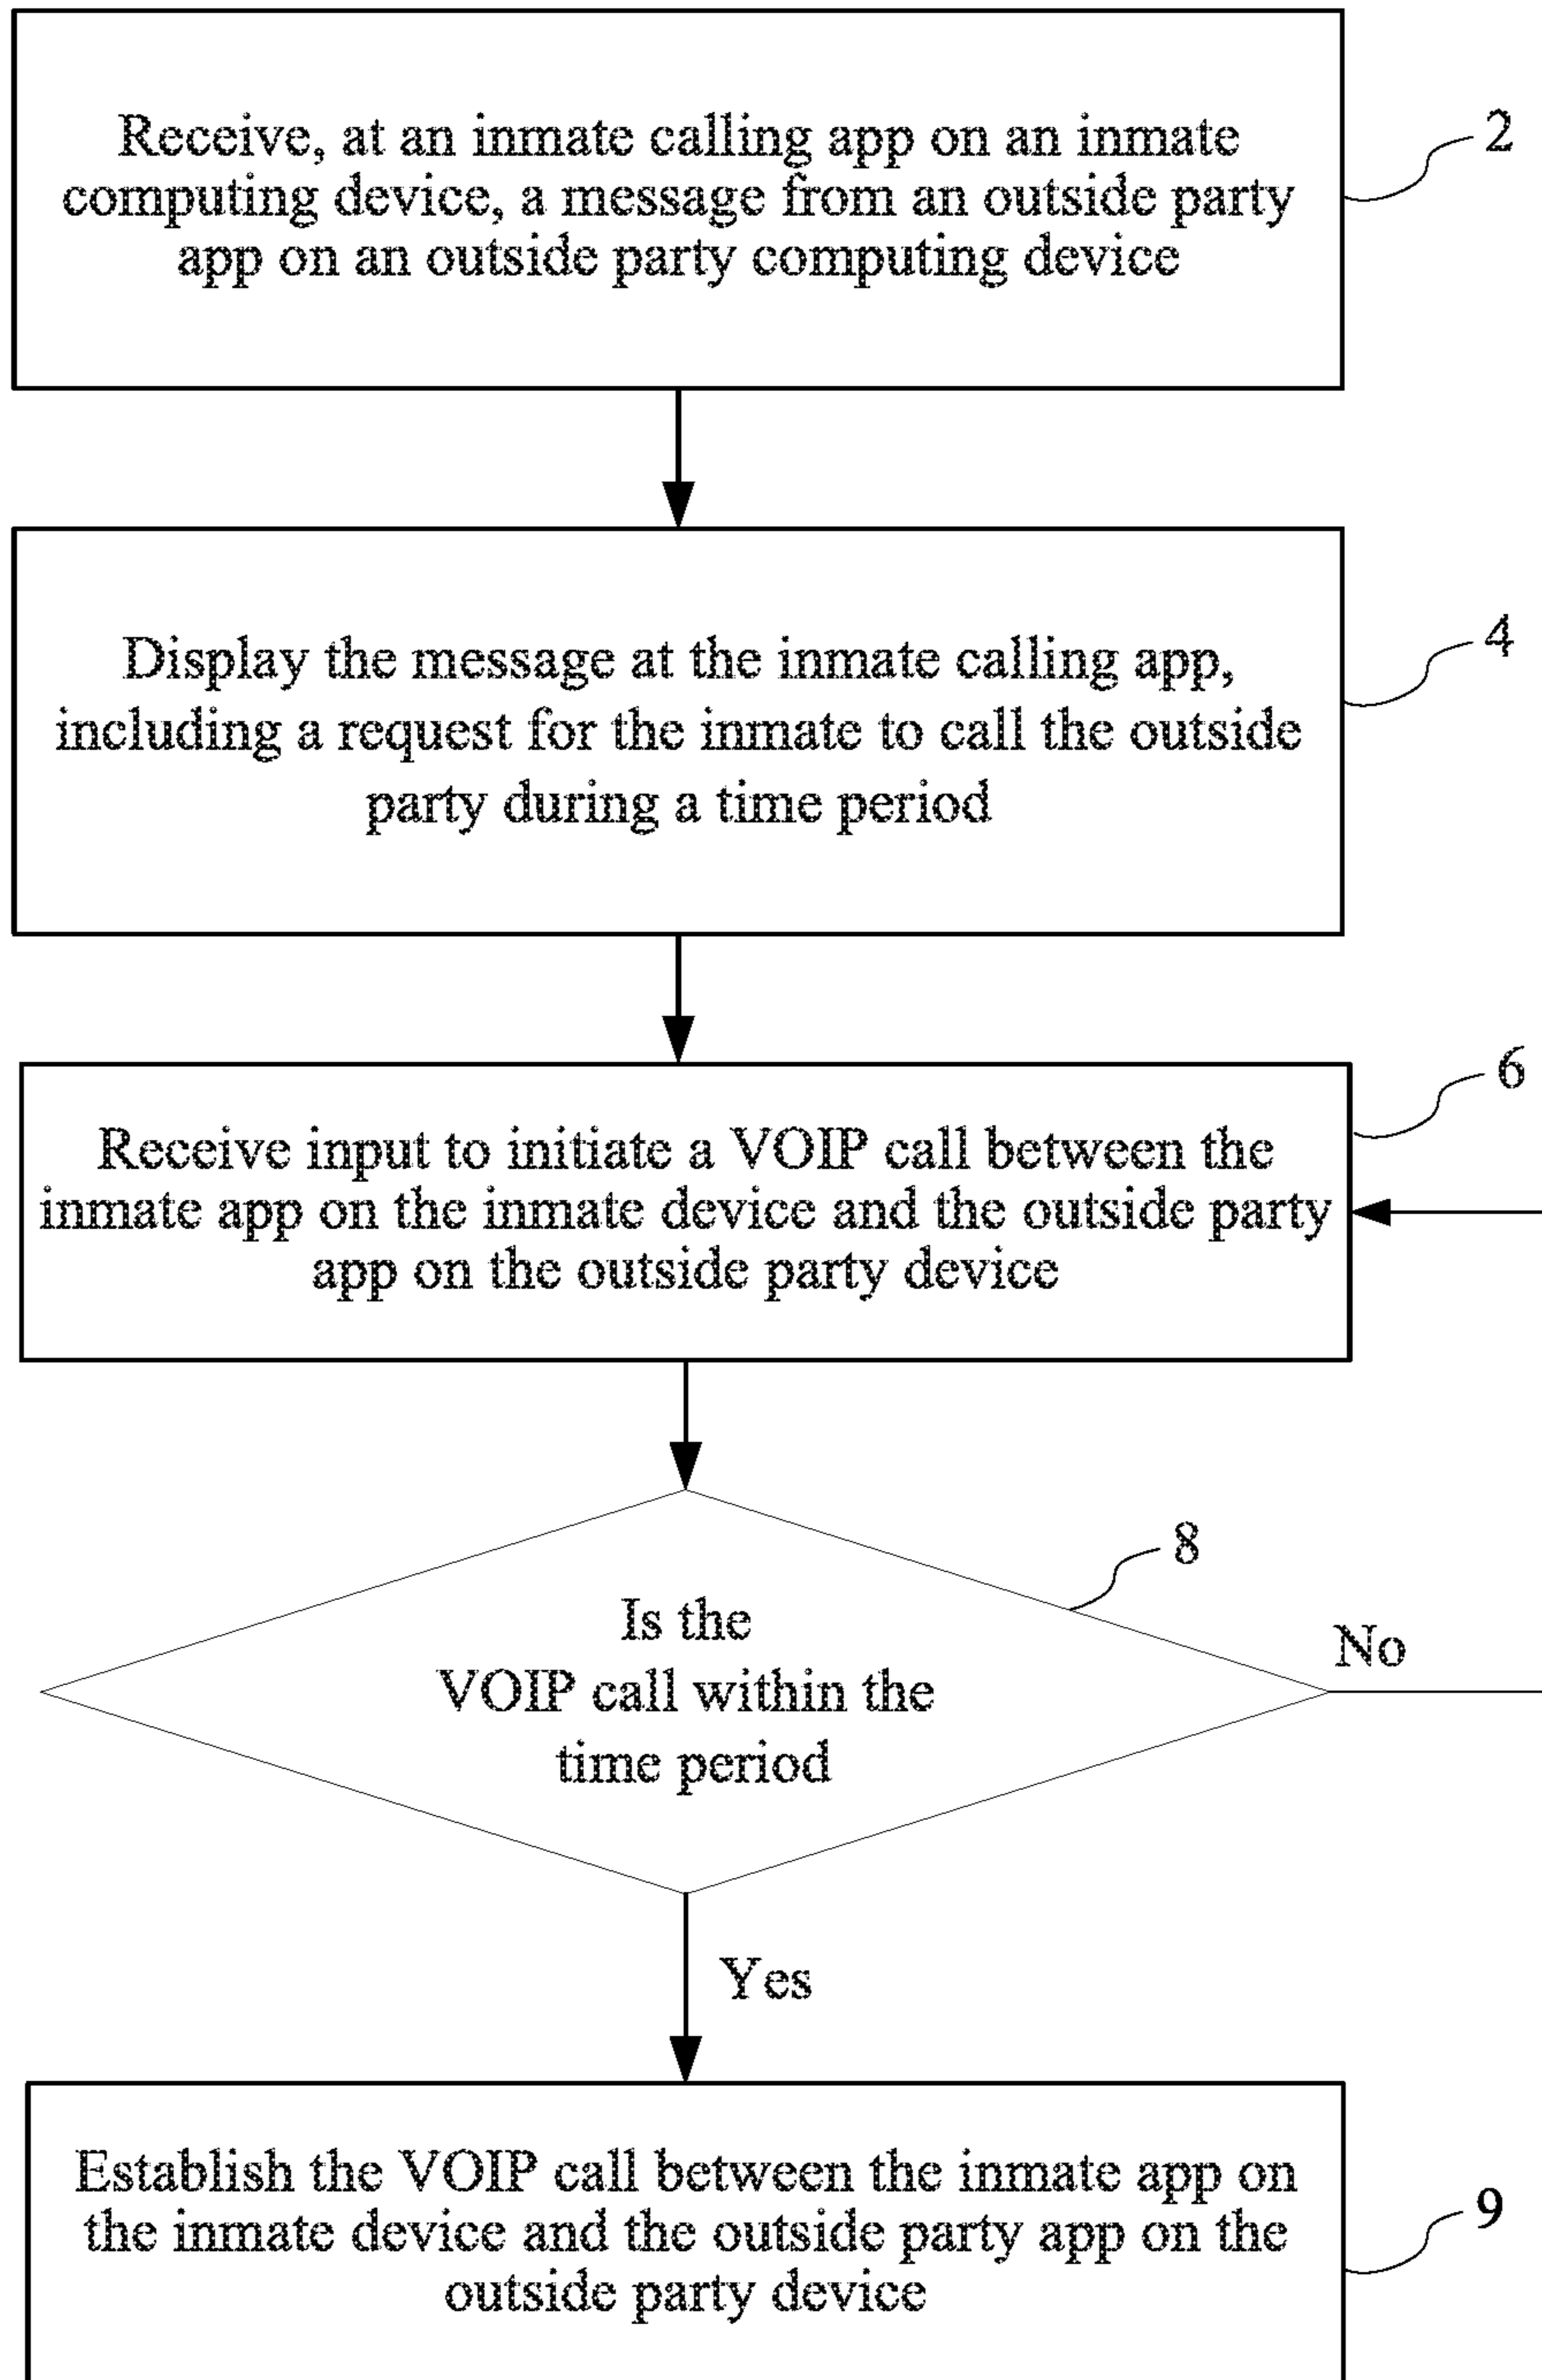 Receive, at an inmate calling app on an inmate
computing device, a message from an outside party
app on an outside party computing device
2
Display the message at the inmate calling app,
including a request for the inmate to call the outside
party during a time period
4
Receive input to initiate a VOIP call between the
inmate app on the inmate device and the outside party
app on the outside party device
6
Is the
VOIP call within the
time period
8
No
Yes
Establish the VOIP call between the inmate app on
the inmate device and the outside party app on the
outside party device
9